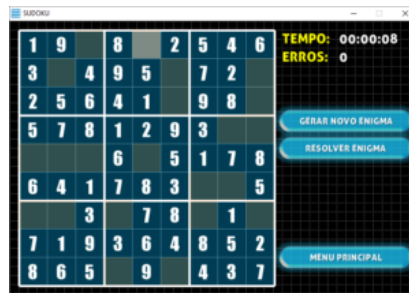 SUDOKU
1 9 8 2 5 4 6
3 4 9 5 7 2
2 5 6 4 1 9 8
5 7 8 1 2 9 3
6 5 1 7 8
6 4 1 7 8 3 5
3 7 8 1
7 1 9 3 6 4 8 5 2
8 6 5 9 4 3 7
TEMPO: 00:00:08
ERROS: 0
GERAR NOVO ENIGMA
RESOLVER ENIGMA
MENU PRINCIPAL